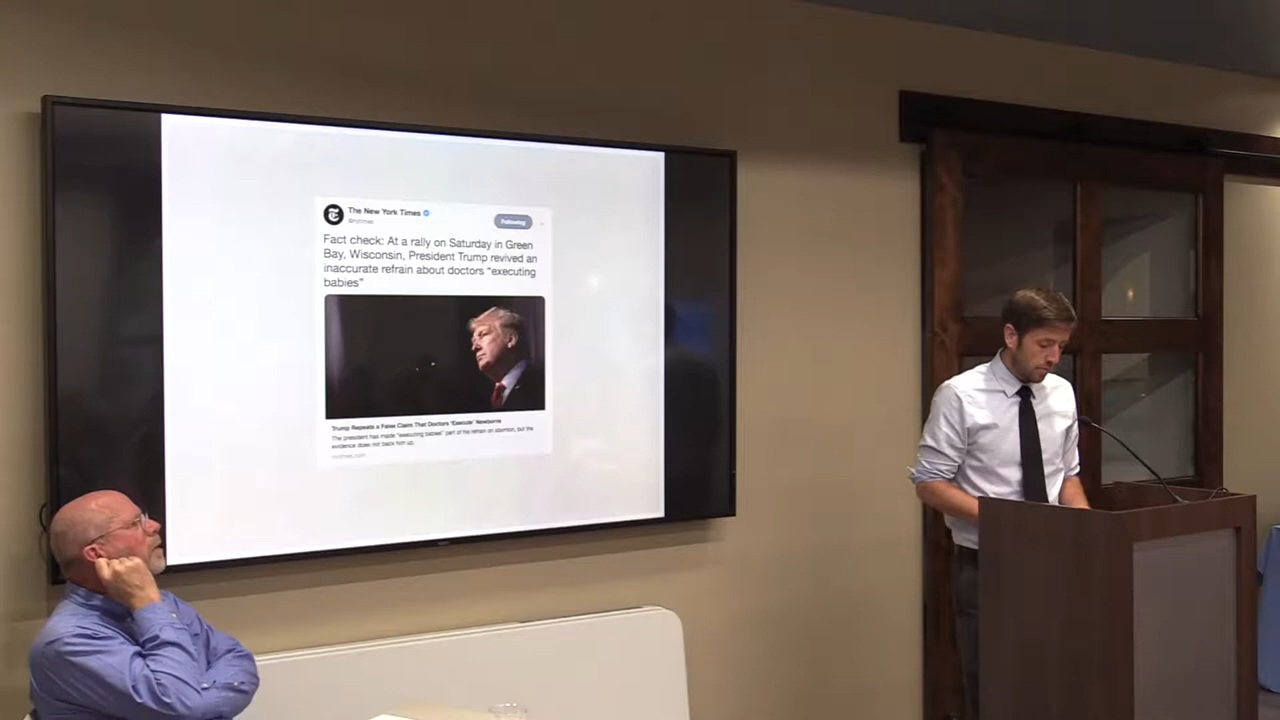 The New York Times
@nytimes
Following
Fact check: At a rally on Saturday in Green
Bay, Wisconsin, President Trump revived an
inaccurate refrain about doctors “executing
babies”
Trump Repeats a False Claim That Doctors ‘Execute’ Newborns
The president has made “executing babies” part of the refrain on abortion, but the
evidence does not back him up.
nytimes.com